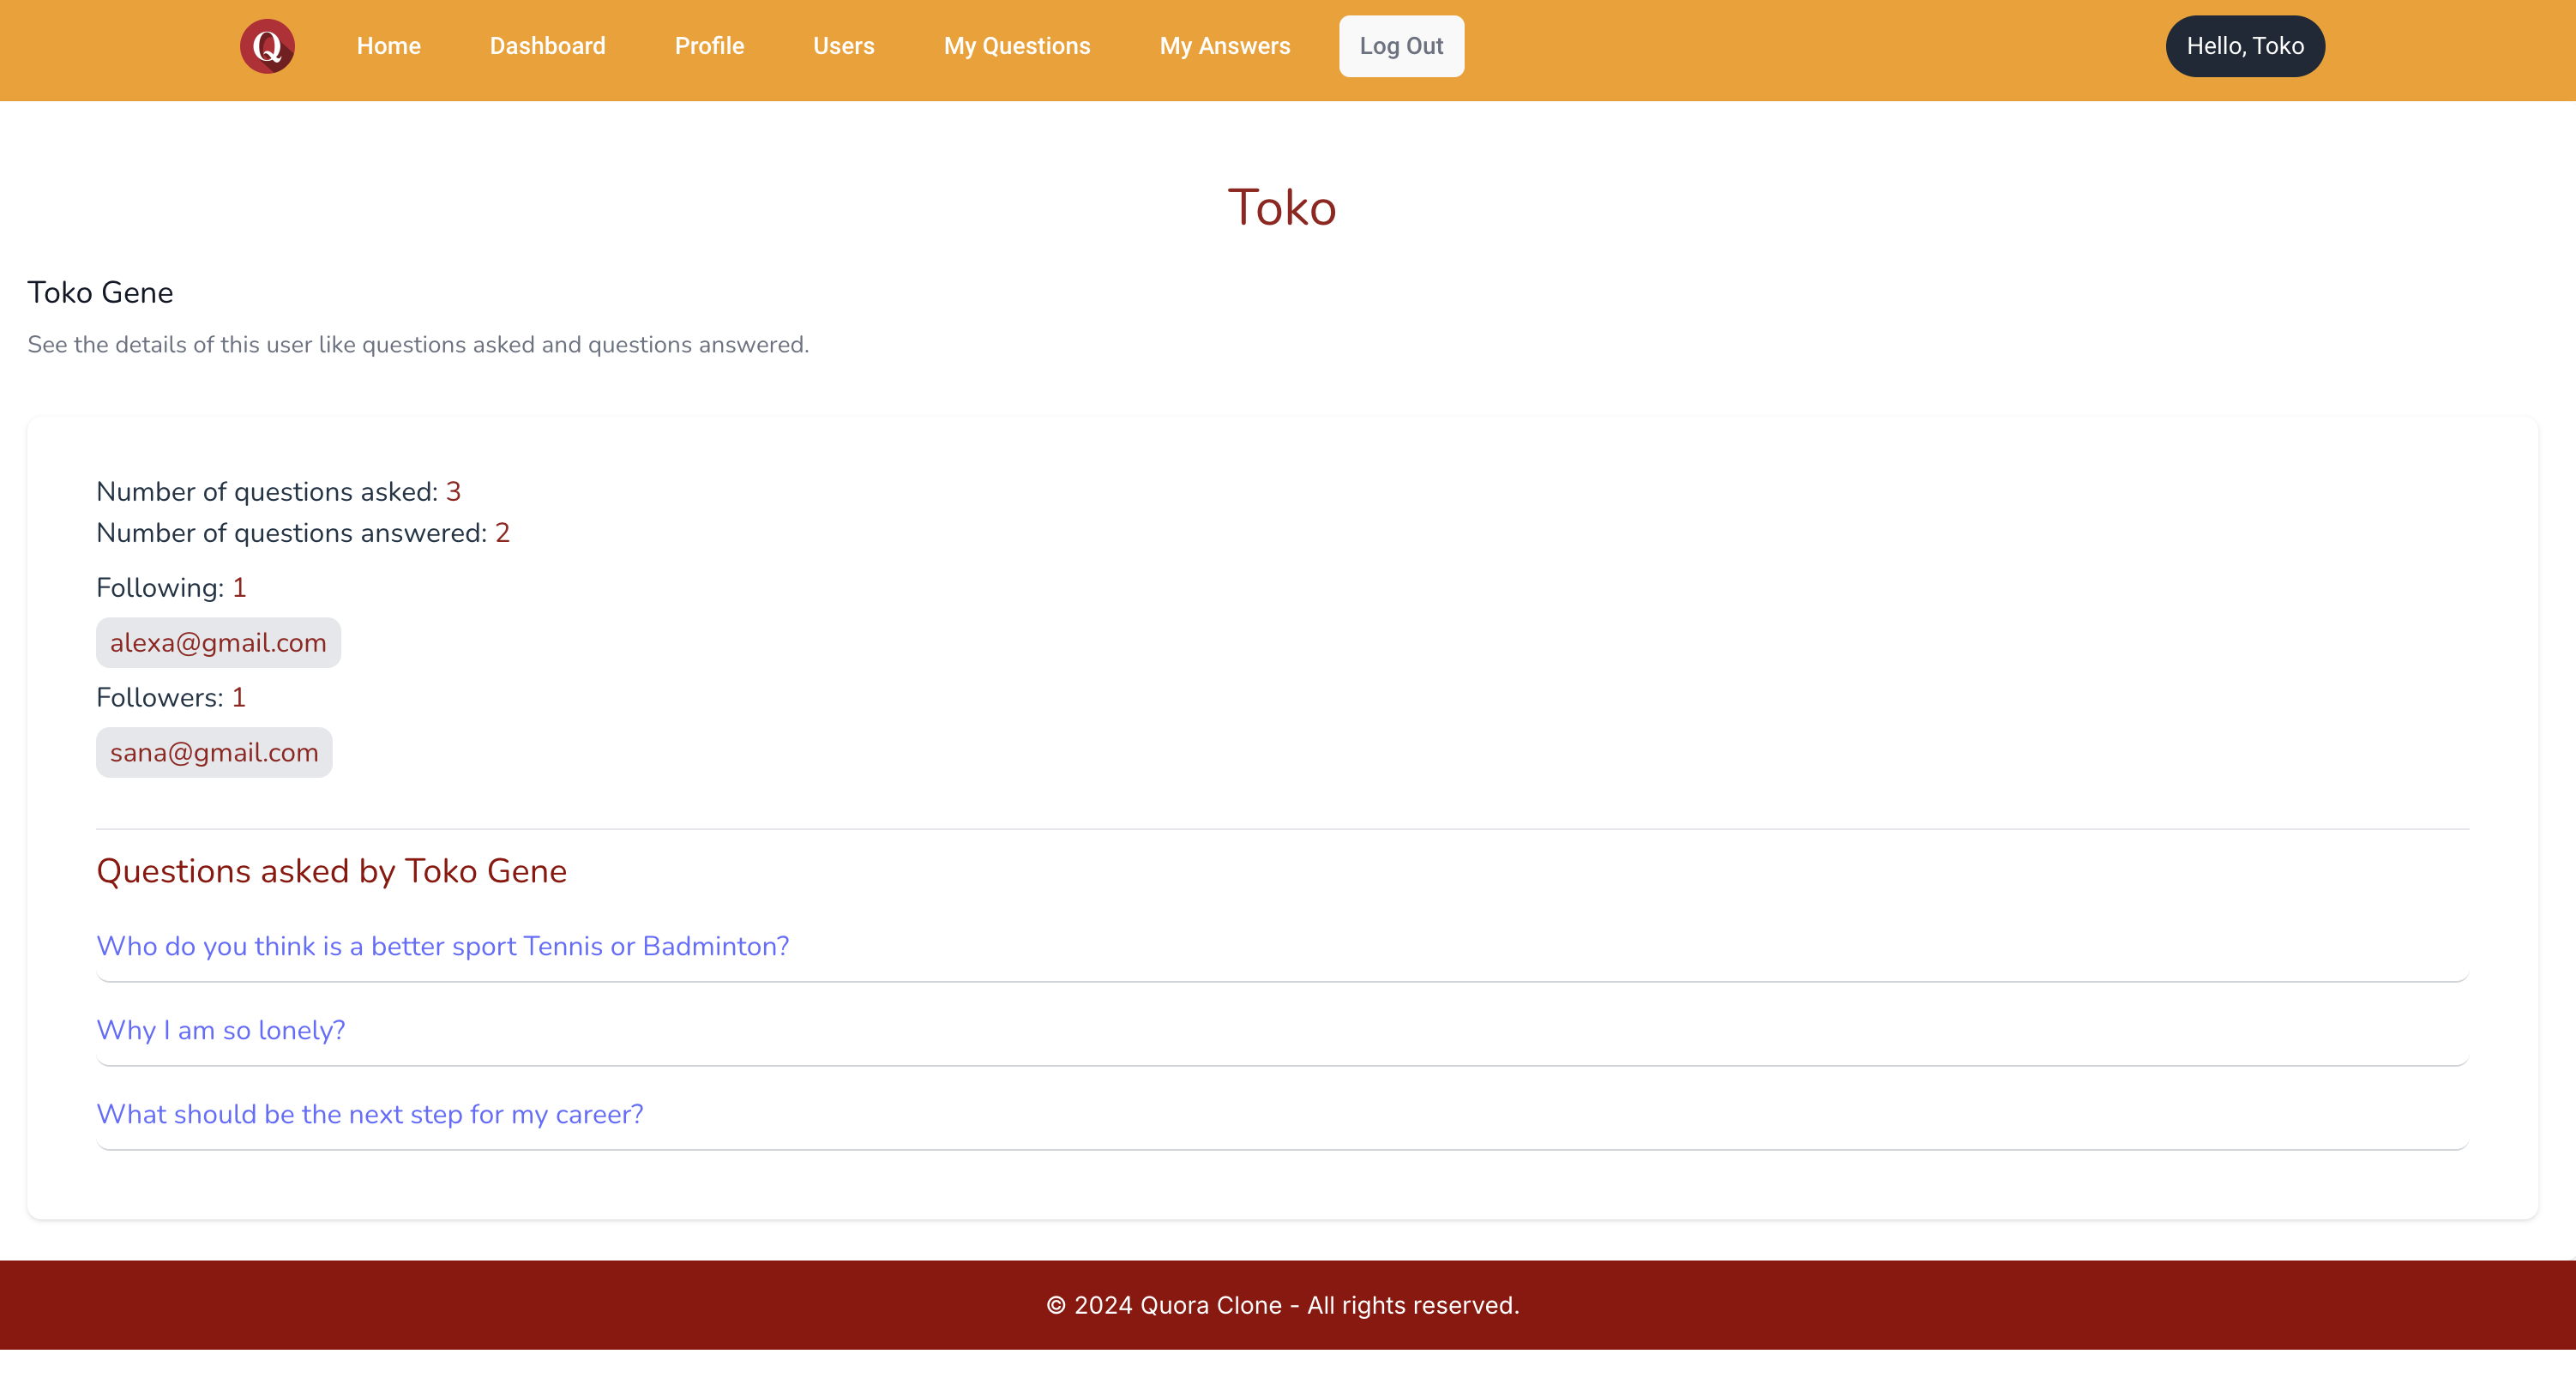 Q Home Dashboard Profile Users My Questions My Answers Log Out Hello, Toko
Toko
Toko Gene
See the details of this user like questions asked and questions answered.
Number of questions asked: 3
Number of questions answered: 2
Following: 1
alexa@gmail.com
Followers: 1
sana@gmail.com
Questions asked by Toko Gene
Who do you think is a better sport Tennis or Badminton?
Why I am so lonely?
What should be the next step for my career?
© 2024 Quora Clone - All rights reserved.